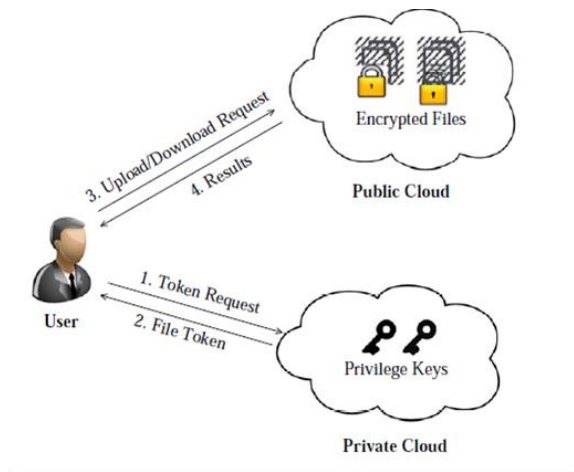 Encrypted Files
Public Cloud
3. Upload/Download Request
4. Results
User
1. Token Request
2. File Token
Privilege Keys
Private Cloud